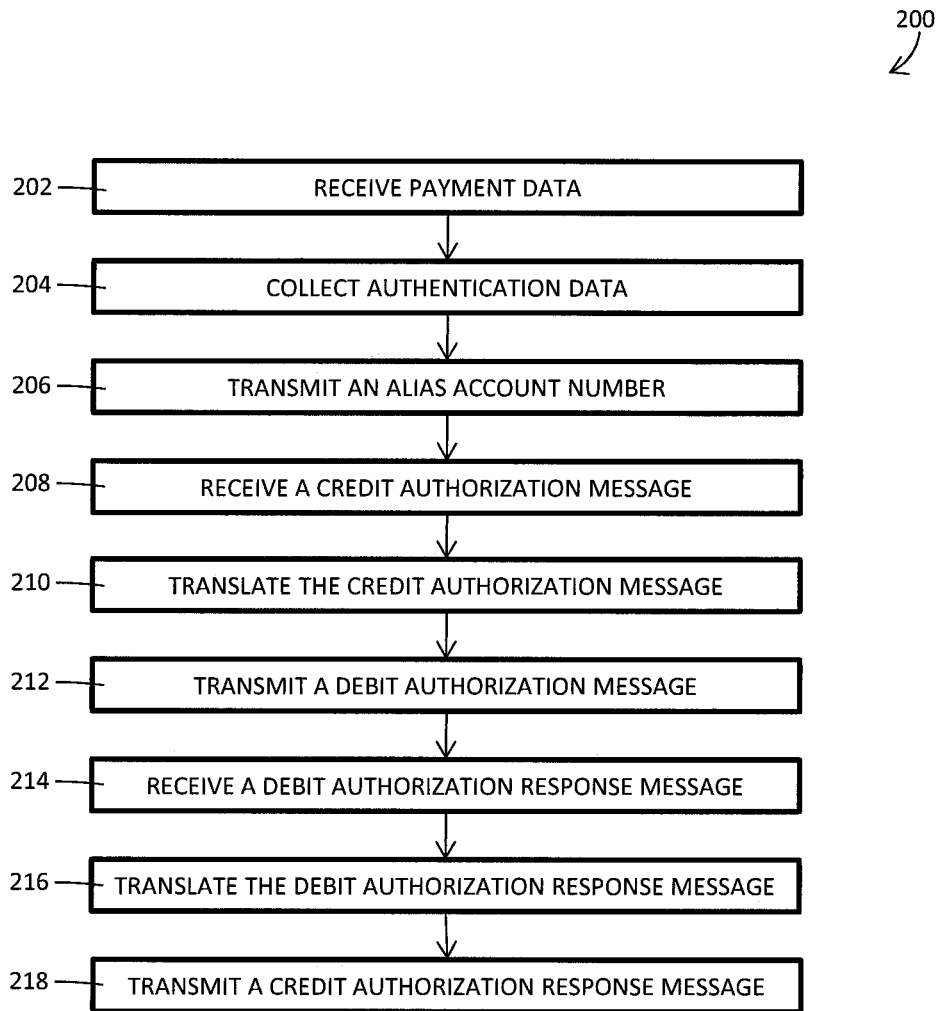 200
202 RECEIVE PAYMENT DATA
204 COLLECT AUTHENTICATION DATA
206 TRANSMIT AN ALIAS ACCOUNT NUMBER
208 RECEIVE A CREDIT AUTHORIZATION MESSAGE
210 TRANSLATE THE CREDIT AUTHORIZATION MESSAGE
212 TRANSMIT A DEBIT AUTHORIZATION MESSAGE
214 RECEIVE A DEBIT AUTHORIZATION RESPONSE MESSAGE
216 TRANSLATE THE DEBIT AUTHORIZATION RESPONSE MESSAGE
218 TRANSMIT A CREDIT AUTHORIZATION RESPONSE MESSAGE